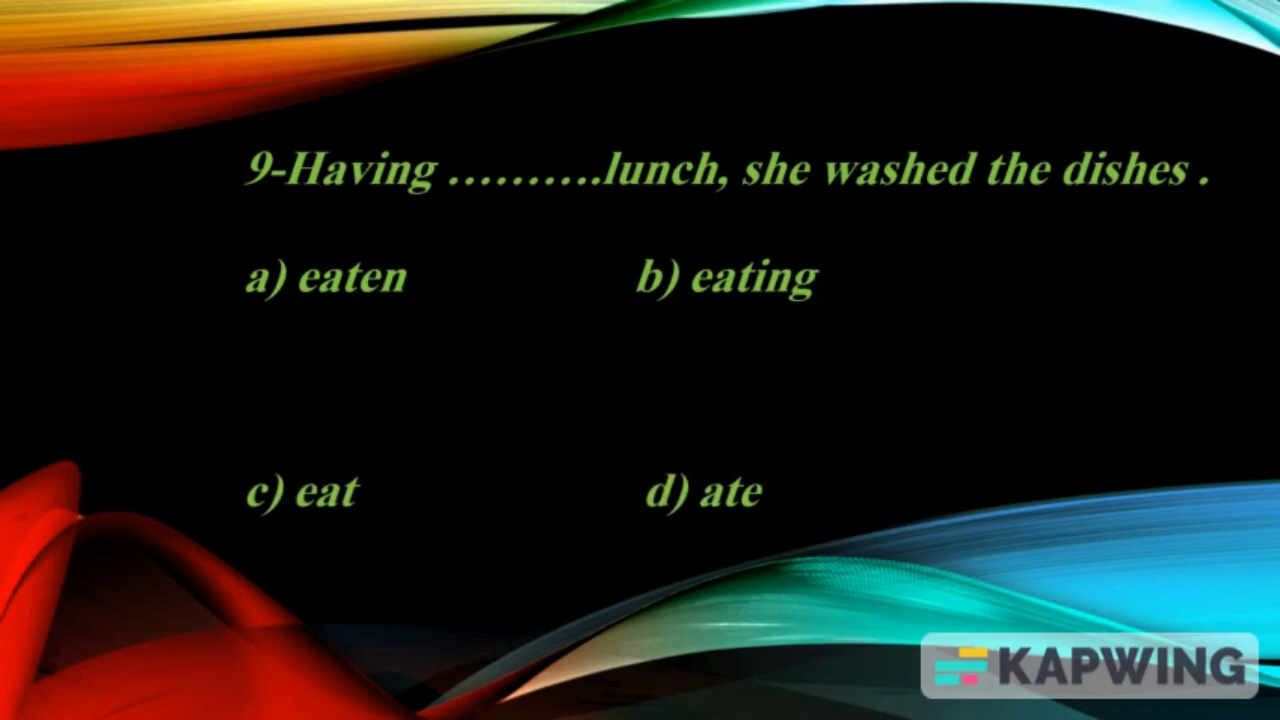 9-Having ..........lunch, she washed the dishes .
a) eaten b) eating
c) eat d) ate
KAPWING